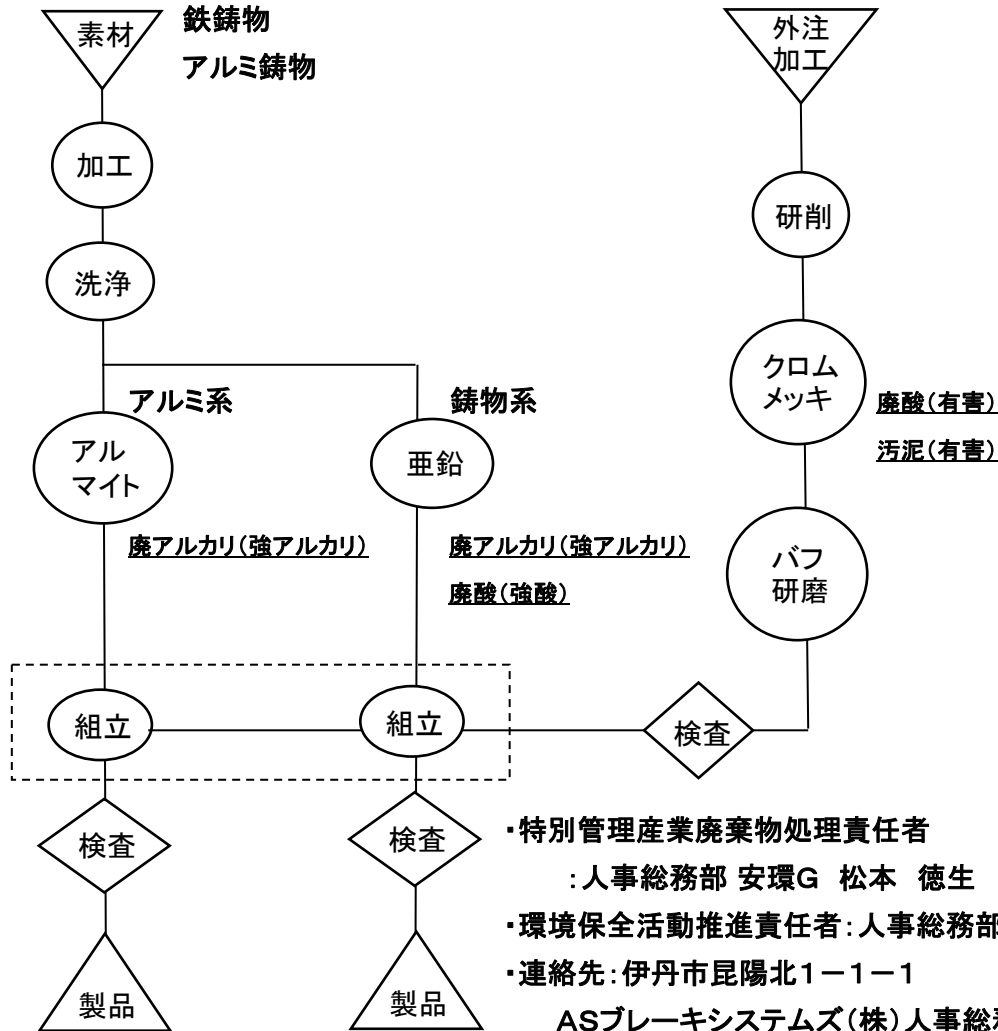 素材
鉄鋳物
アルミ鋳物
外注
加工
加工
研削
洗浄
クロム
メッキ
廃酸(有害)
汚泥(有害)
アルミ系
鋳物系
アル
マイト
亜鉛
廃アルカリ(強アルカリ)
廃アルカリ(強アルカリ)
廃酸(強酸)
バフ
研磨
組立
組立
検査
検査
検査
・特別管理産業廃棄物処理責任者
:人事総務部 安環G 松本 徳生
・環境保全活動推進責任者:人事総務部
・連絡先:伊丹市昆陽北1-1-1
ASブレーキシステムズ(株)人事総
製品
製品